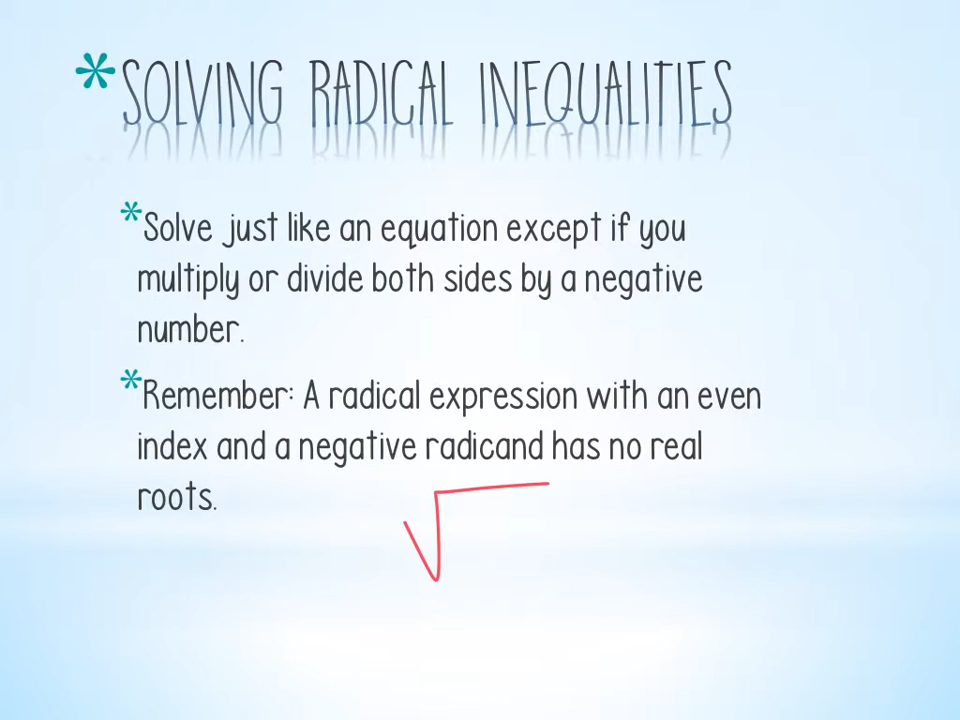 *SOLVING RADICAL INEQUALITIES
*Solve just like an equation except if you
multiply or divide both sides by a negative
number.
*Remember: A radical expression with an even
index and a negative radicand has no real
roots.
√